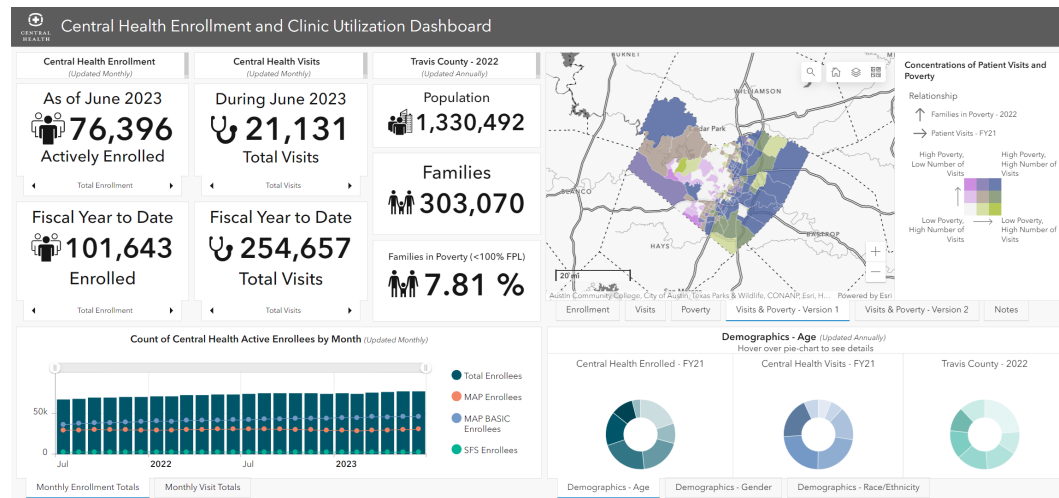 CENTRAL
HEALTH
Central Health Enrollment and Clinic Utilization Dashboard
Central Health Enrollment
(Updated Monthly)
Central Health Visits
(Updated Monthly)
Travis County - 2022
(Updated Annually)
As of June 2023
76,396
Actively Enrolled
Total Enrollment
During June 2023
21,131
Total Visits
Total Visits
Population
1,330,492
Families
303,070
Families in Poverty (<100% FPL)
7.81 %
Fiscal Year to Date
101,643
Enrolled
Total Enrollment
Fiscal Year to Date
254,657
Total Visits
Total Visits
BURNET
WILLIAMSON
dar Park
BLANCO
HAYS
BASTROP
20 mi
Austin Community College, City of Austin, Texas Parks & Wildlife, CONANP, Esri, H...
Powered by Esri
+
−
Concentrations of Patient Visits and
Poverty
Relationship
Families in Poverty - 2022
Patient Visits - FY21
High Poverty,
Low Number of
Visits
High Poverty,
High Number of
Visits
Low Poverty,
High Number of
Visits
Low Poverty,
High Number of
Visits
Enrollment
Visits
Poverty
Visits & Poverty - Version 1
Visits & Poverty - Version 2
Notes
Count of Central Health Active Enrollees by Month (Updated Monthly)
50k
0
Jul
2022
Jul
2023
Total Enrollees
MAP Enrollees
MAP BASIC
Enrollees
SFS Enrollees
Monthly Enrollment Totals
Monthly Visit Totals
Demographics - Age (Updated Annually)
Hover over pie-chart to see details
Central Health Enrolled - FY21
Central Health Visits - FY21
Travis County - 2022
Demographics - Age
Demographics - Gender
Demographics - Race/Ethnicity